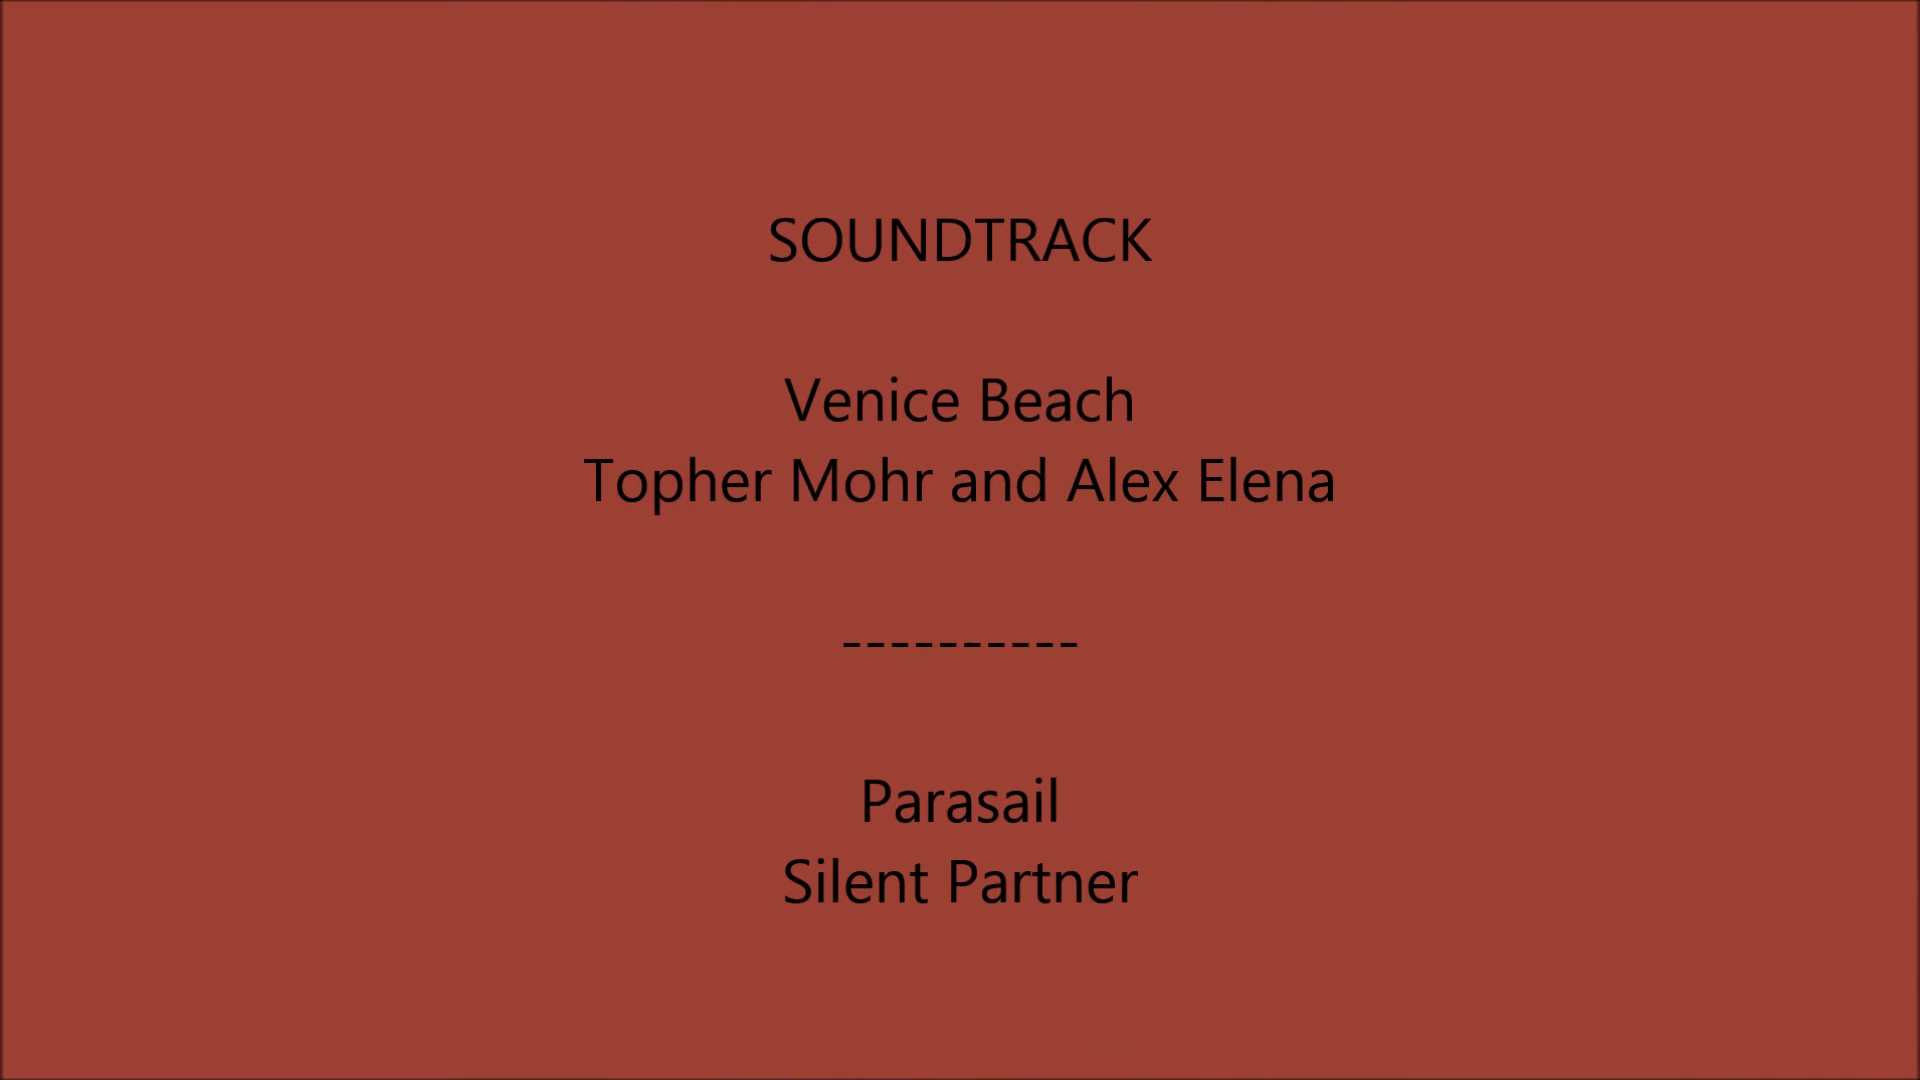 SOUNDTRACK
Venice Beach
Topher Mohr and Alex Elena
----------
Parasail
Silent Partner